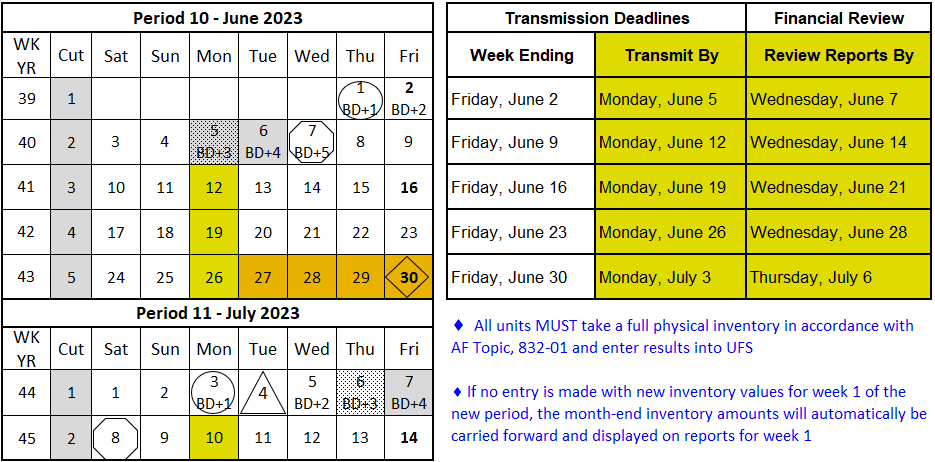 Period 10 - June 2023
WK YR Cut Sat Sun Mon Tue Wed Thu Fri
39 1 1 BD+1 2 BD+2
40 2 3 4 5 BD+3 6 BD+4 7 BD+5 8 9
41 3 10 11 12 13 14 15 16
42 4 17 18 19 20 21 22 23
43 5 24 25 26 27 28 29 30
Period 11 - July 2023
WK YR Cut Sat Sun Mon Tue Wed Thu Fri
44 1 1 2 3 BD+1 4 5 BD+2 6 BD+3 7 BD+4
45 2 8 9 10 11 12 13 14
Transmission Deadlines Financial Review
Week Ending Transmit By Review Reports By
Friday, June 2 Monday, June 5 Wednesday, June 7
Friday, June 9 Monday, June 12 Wednesday, June 14
Friday, June 16 Monday, June 19 Wednesday, June 21
Friday, June 23 Monday, June 26 Wednesday, June 28
Friday, June 30 Monday, July 3 Thursday, July 6
♦ All units MUST take a full physical inventory in accordance with
AF Topic, 832-01 and enter results into UFS
♦ If no entry is made with new inventory values for week 1 of the
new period, the month-end inventory amounts will automatically be
carried forward and displayed on reports for week 1